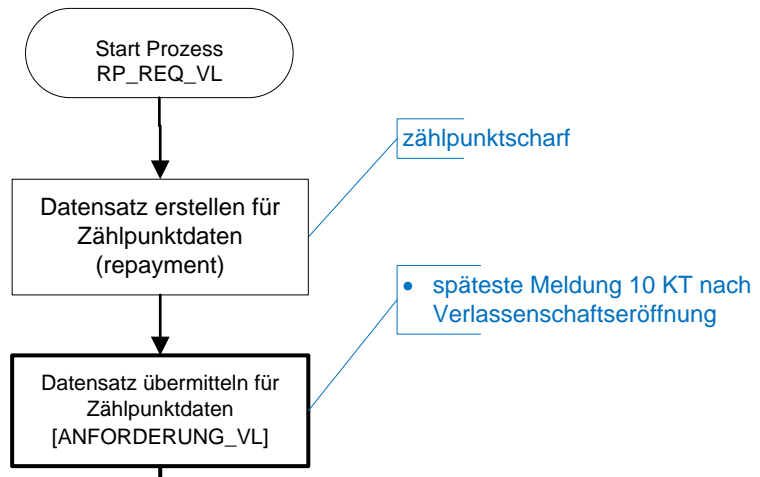 Start Prozess
RP_REQ_VL
zählpunktscharf
Datensatz erstellen für
Zählpunktdaten
(repayment)
• späteste Meldung 10 KT nach
Verlassenschaftseröffnung
Datensatz übermitteln für
Zählpunktdaten
[ANFORDERUNG_VL]